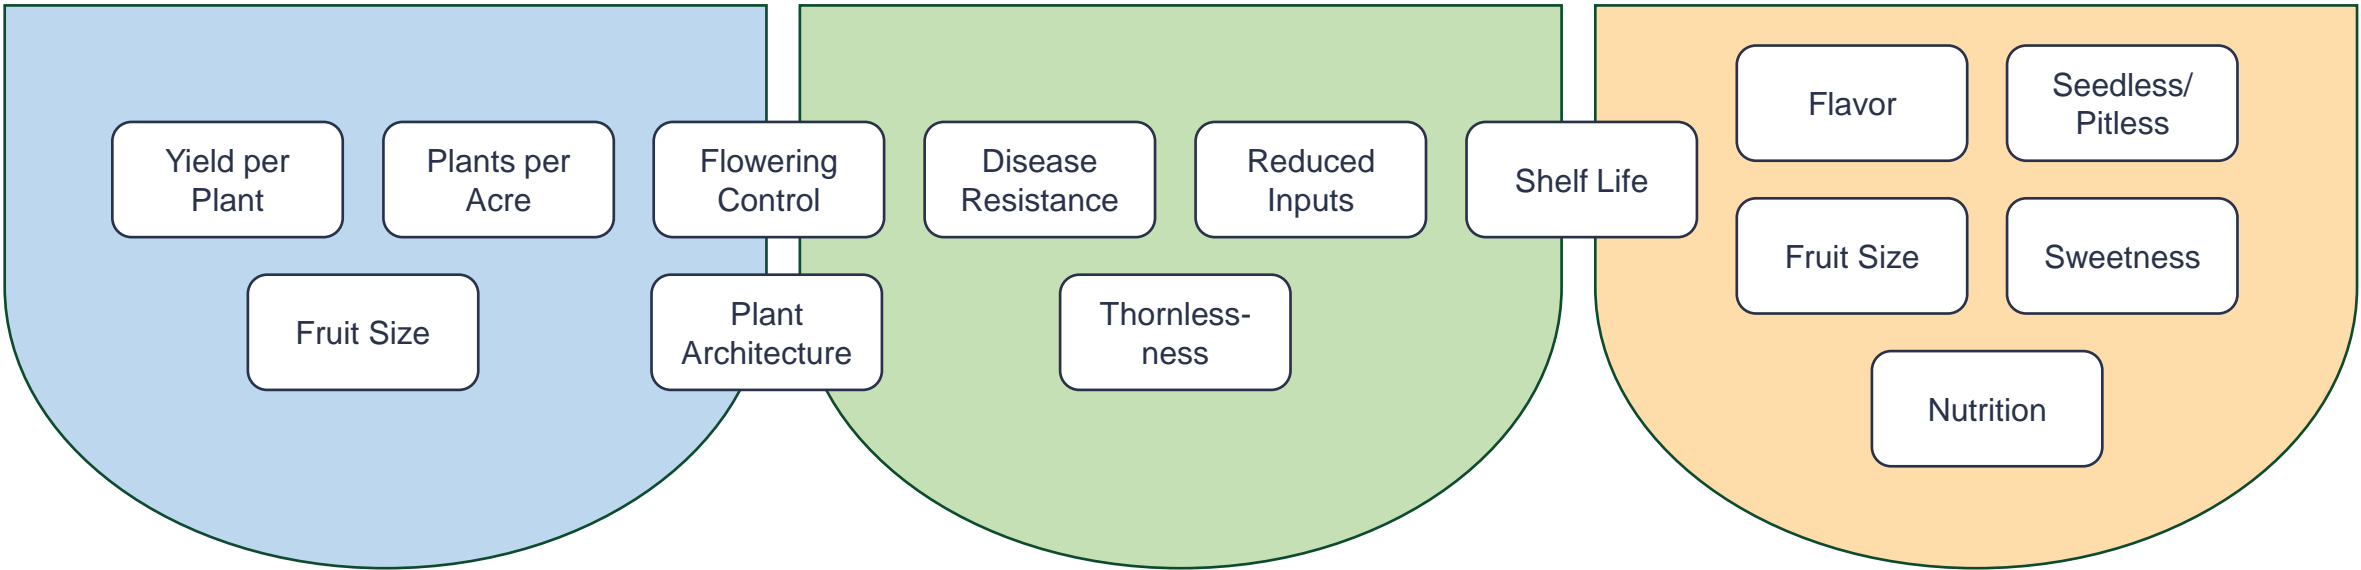 Yield per
Plant
Plants per
Acre
Flowering
Control
Fruit Size
Plant
Architecture
Disease
Resistance
Reduced
Inputs
Thornless-
ness
Shelf Life
Flavor
Seedless/
Pitless
Fruit Size
Sweetness
Nutrition